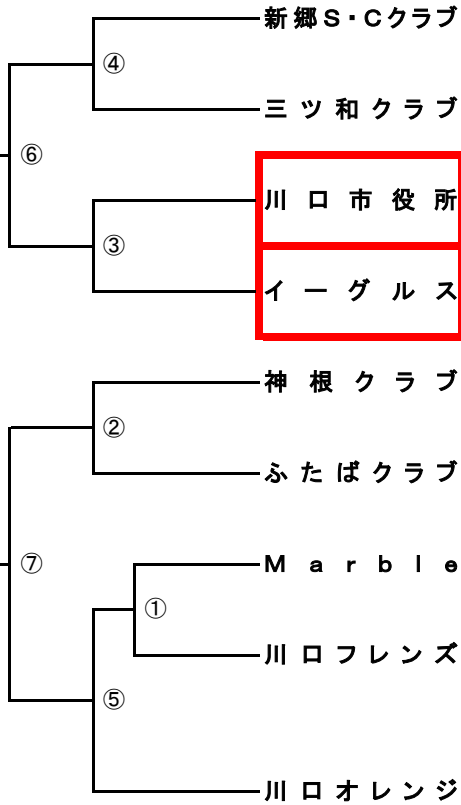 新郷S・Cクラブ
④
三ツ和クラブ
⑥
川口市役所
③
イーグルス
神根クラブ
②
ふたばクラブ
⑦
Marble
①
川口フレンズ
⑤
川口オレンジ